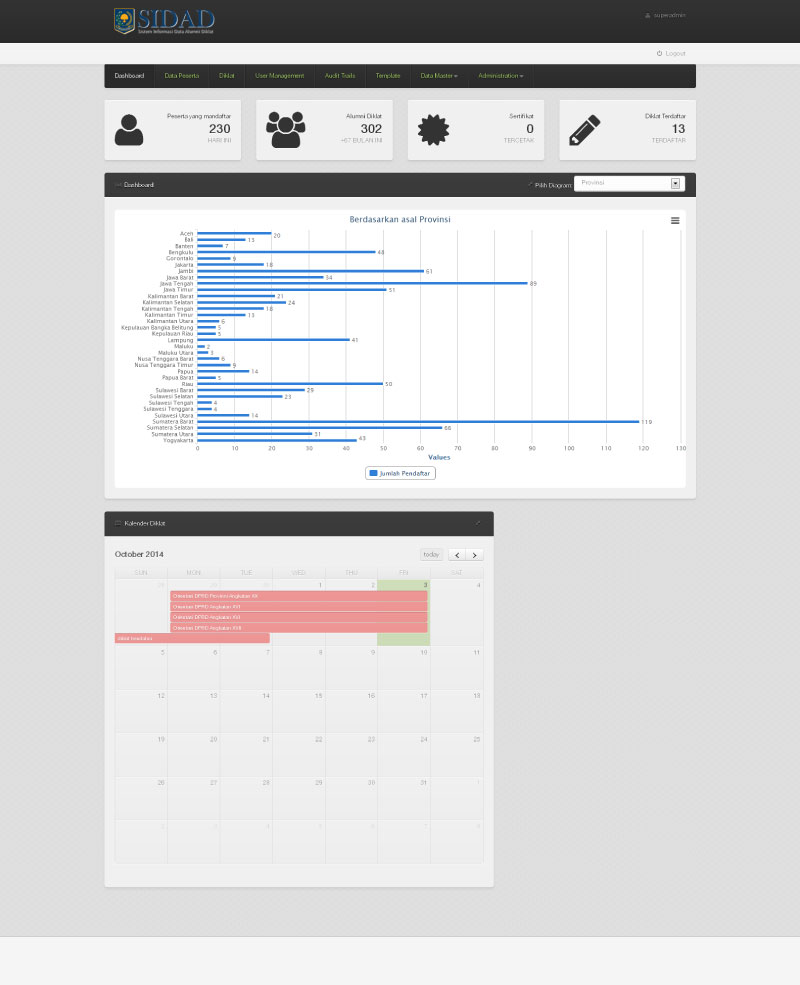 SIDAD
Sistem Informasi Data Alumni Diklat
superadmin
Logout
Dashboard Data Peserta Diklat User Management Audit Trails Template Data Master Administration
Peserta yang mendaftar
230
HARI INI
Alumni Diklat
302
BULAN INI
Sertifikat
0
TERCETAK
Diklat Terdaftar
13
TERDAFTAR
Dashboard
Pilih Diagram: Provinsi
Berdasarkan asal Provinsi
Aceh 20
Bali 13
Banten 7
Bengkulu 48
Gorontalo 9
Jakarta 18
Jambi 61
Jawa Barat 34
Jawa Tengah 89
Jawa Timur 51
Kalimantan Barat 21
Kalimantan Selatan 24
Kalimantan Tengah 18
Kalimantan Timur 13
Kalimantan Utara 6
Kepulauan Bangka Belitung 5
Kepulauan Riau 5
Lampung 41
Maluku 2
Maluku Utara 3
Nusa Tenggara Barat 6
Nusa Tenggara Timur 9
Papua 14
Papua Barat 5
Riau 50
Sulawesi Barat 29
Sulawesi Selatan 23
Sulawesi Tengah 4
Sulawesi Tenggara 4
Sulawesi Utara 14
Sumatera Barat 119
Sumatera Selatan 66
Sumatera Utara 31
Yogyakarta 43
0 10 20 30 40 50 60 70 80 90 100 110 120 130
Values
Jumlah Pendaftar
Kalender Diklat
October 2014
today
SUN MON TUE WED THU FRI SAT
28 29 30 1 2 3 4
Orientasi DPRD Provinsi Angkatan
Orientasi DPRD Angkatan XVI
Orientasi DPRD Angkatan
Orientasi DPRD Angkatan
5 6 7 8 9 10 11
12 13 14 15 16 17 18
19 20 21 22 23 24 25
26 27 28 29 30 31 1
2 3 4 5 6 7 8